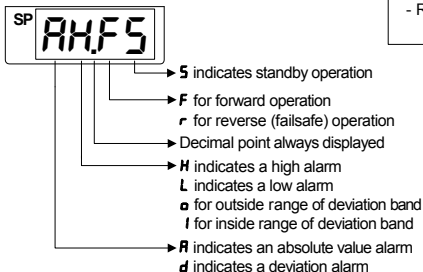 - R
SP AH.FS
S indicates standby operation
F for forward operation
r for reverse (failsafe) operation
Decimal point always displayed
H indicates a high alarm
L indicates a low alarm
o for outside range of deviation band
I for inside range of deviation band
A indicates an absolute value alarm
d indicates a deviation alarm